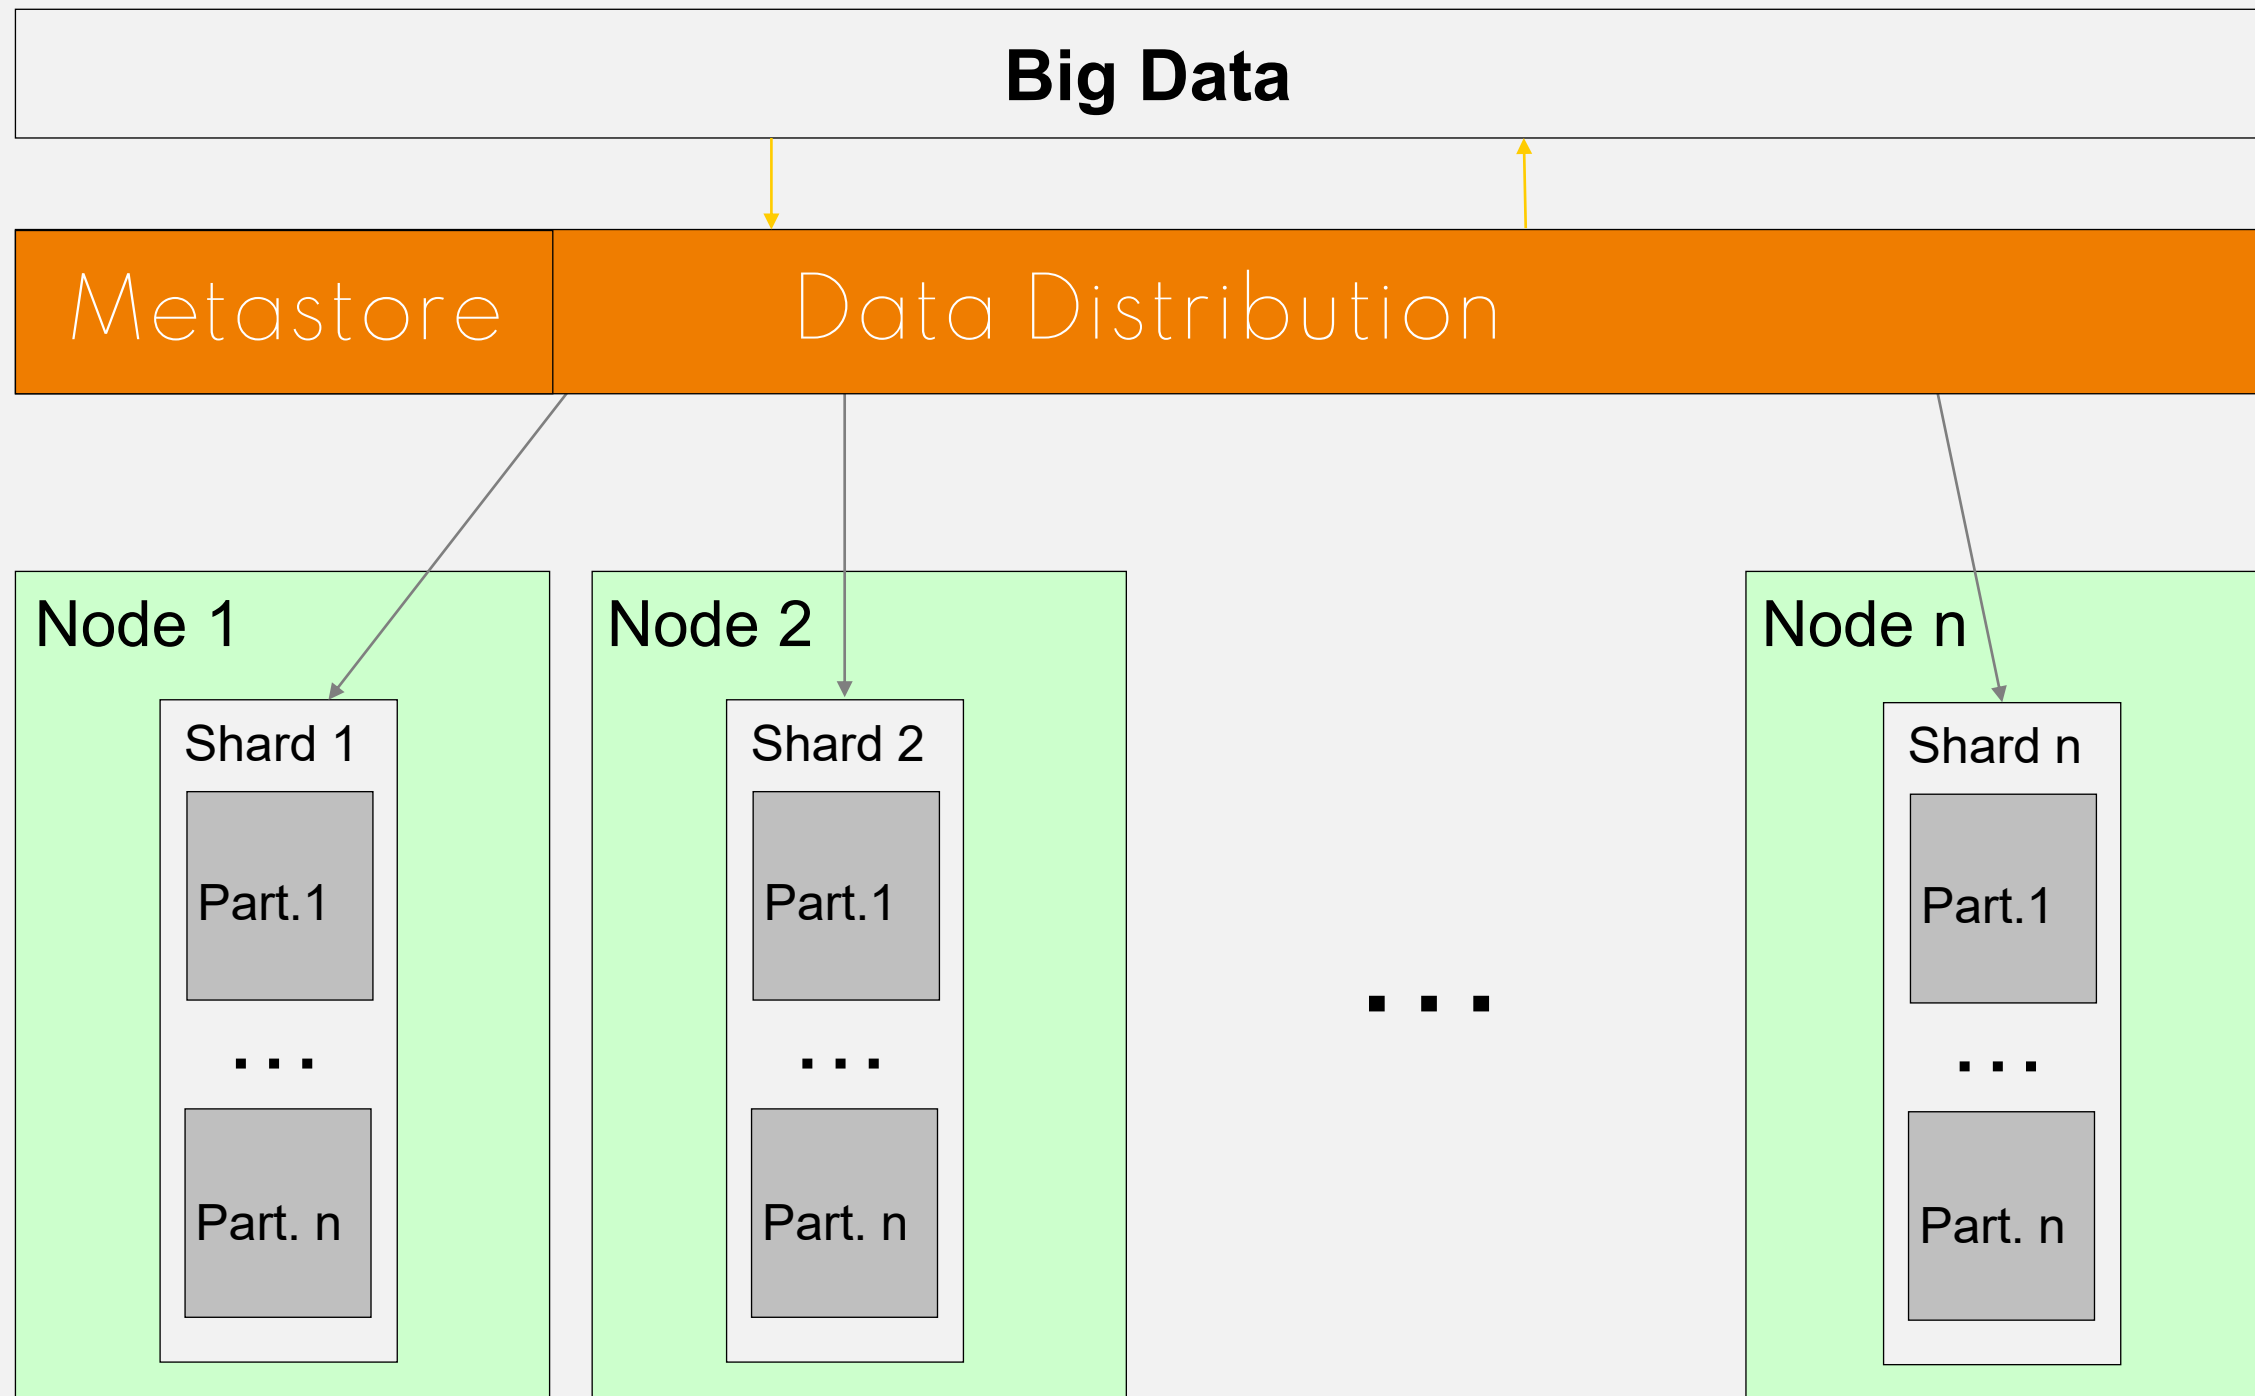 Big Data
Metastore
Data Distribution
Node 1
Shard 1
Part.1
...
Part. n
Node 2
Shard 2
Part.1
...
Part. n
...
Node n
Shard n
Part.1
...
Part. n